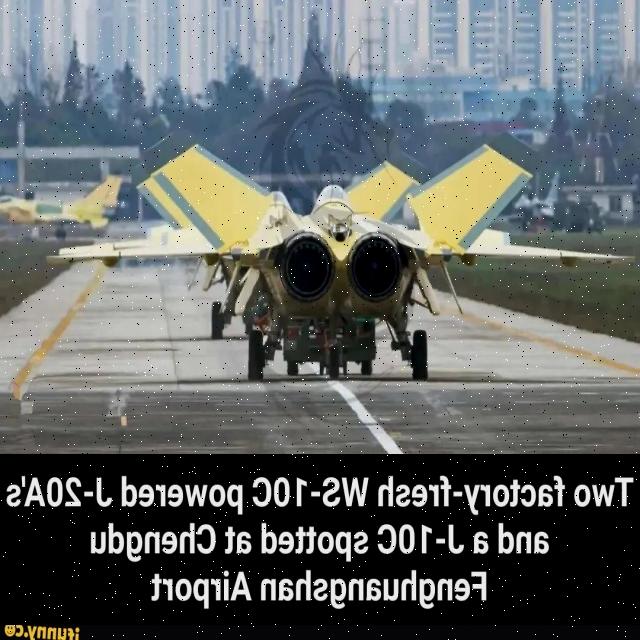 Two factory-fresh WS-10C powered J-20A's
and a J-10C spotted at Chengdu
Fenghuangshan Airport
ifunny.co